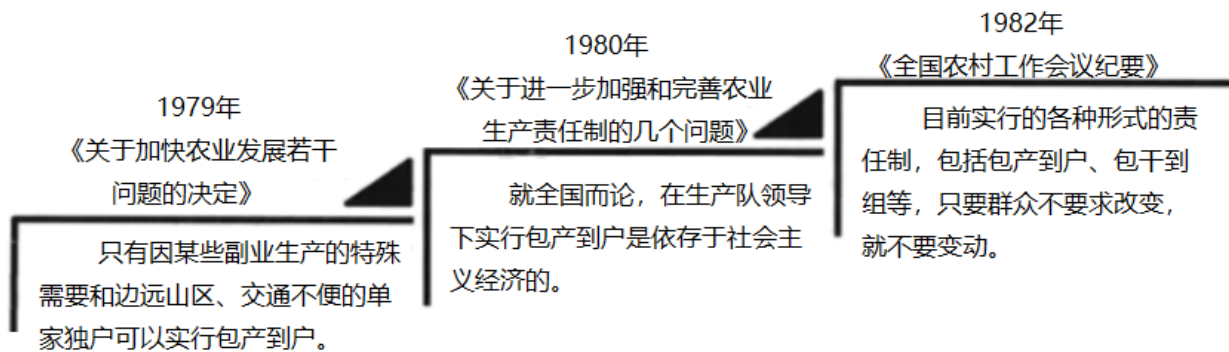 1979年
《关于加快农业发展若干
问题的决定》
只有因某些副业生产的特殊
需要和边远山区、交通不便的单
家独户可以实行包产到户。
1980年
《关于进一步加强和完善农业
生产责任制的几个问题》
就全国而论，在生产队领导
下实行包产到户是依存于社会主
义经济的。
1982年
《全国农村工作会议纪要》
目前实行的各种形式的责
任制，包括包产到户、包干到
组等，只要群众不要求改变，
就不要变动。